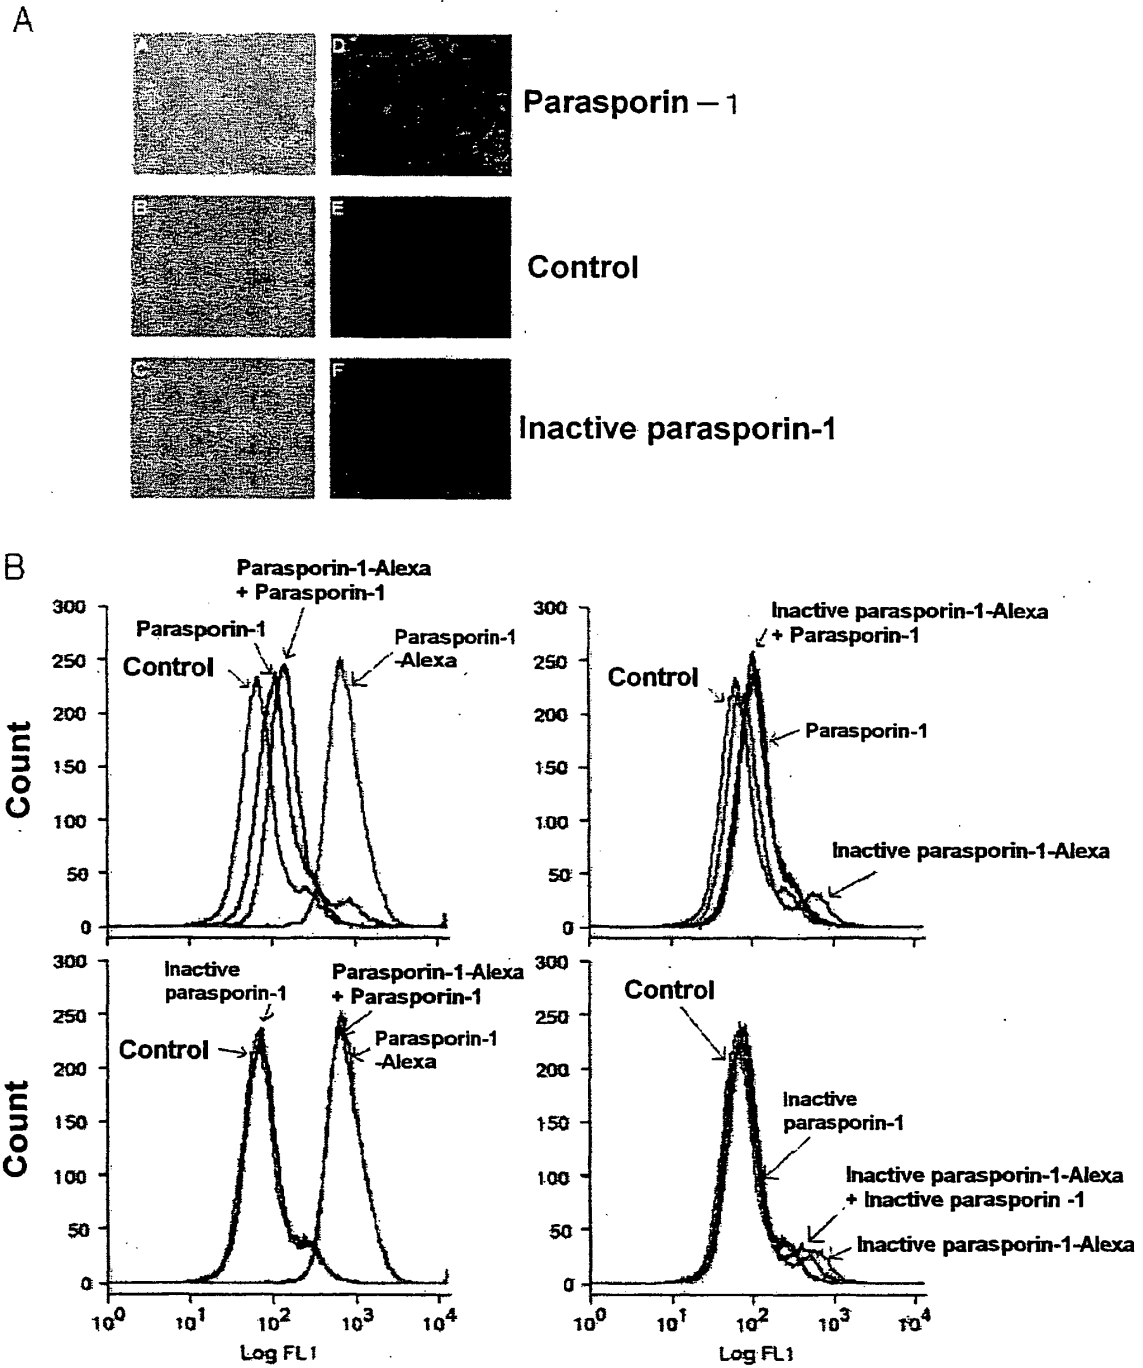 A
A
D
Parasporin – 1
B
E
Control
C
F
Inactive parasporin-1
B
Parasporin-1-Alexa
+ Parasporin-1
Parasporin-1
Control
Parasporin-1
-Alexa
300
250
200
150
100
50
0
Count
Inactive parasporin-1-Alexa
+ Parasporin-1
Control
Parasporin-1
Inactive parasporin-1-Alexa
300
250
200
150
100
50
0
Inactive
parasporin-1
Parasporin-1-Alexa
+ Parasporin-1
Control
Parasporin-1
-Alexa
300
250
200
150
100
50
0
Count
10⁰ 10¹ 10² 10³ 10⁴
Log FL1
Control
Inactive
parasporin-1
Inactive parasporin-1-Alexa
+ Inactive parasporin -1
Inactive parasporin-1-Alexa
300
250
200
150
100
50
0
10⁰ 10¹ 10² 10³ 10⁴
Log FL1